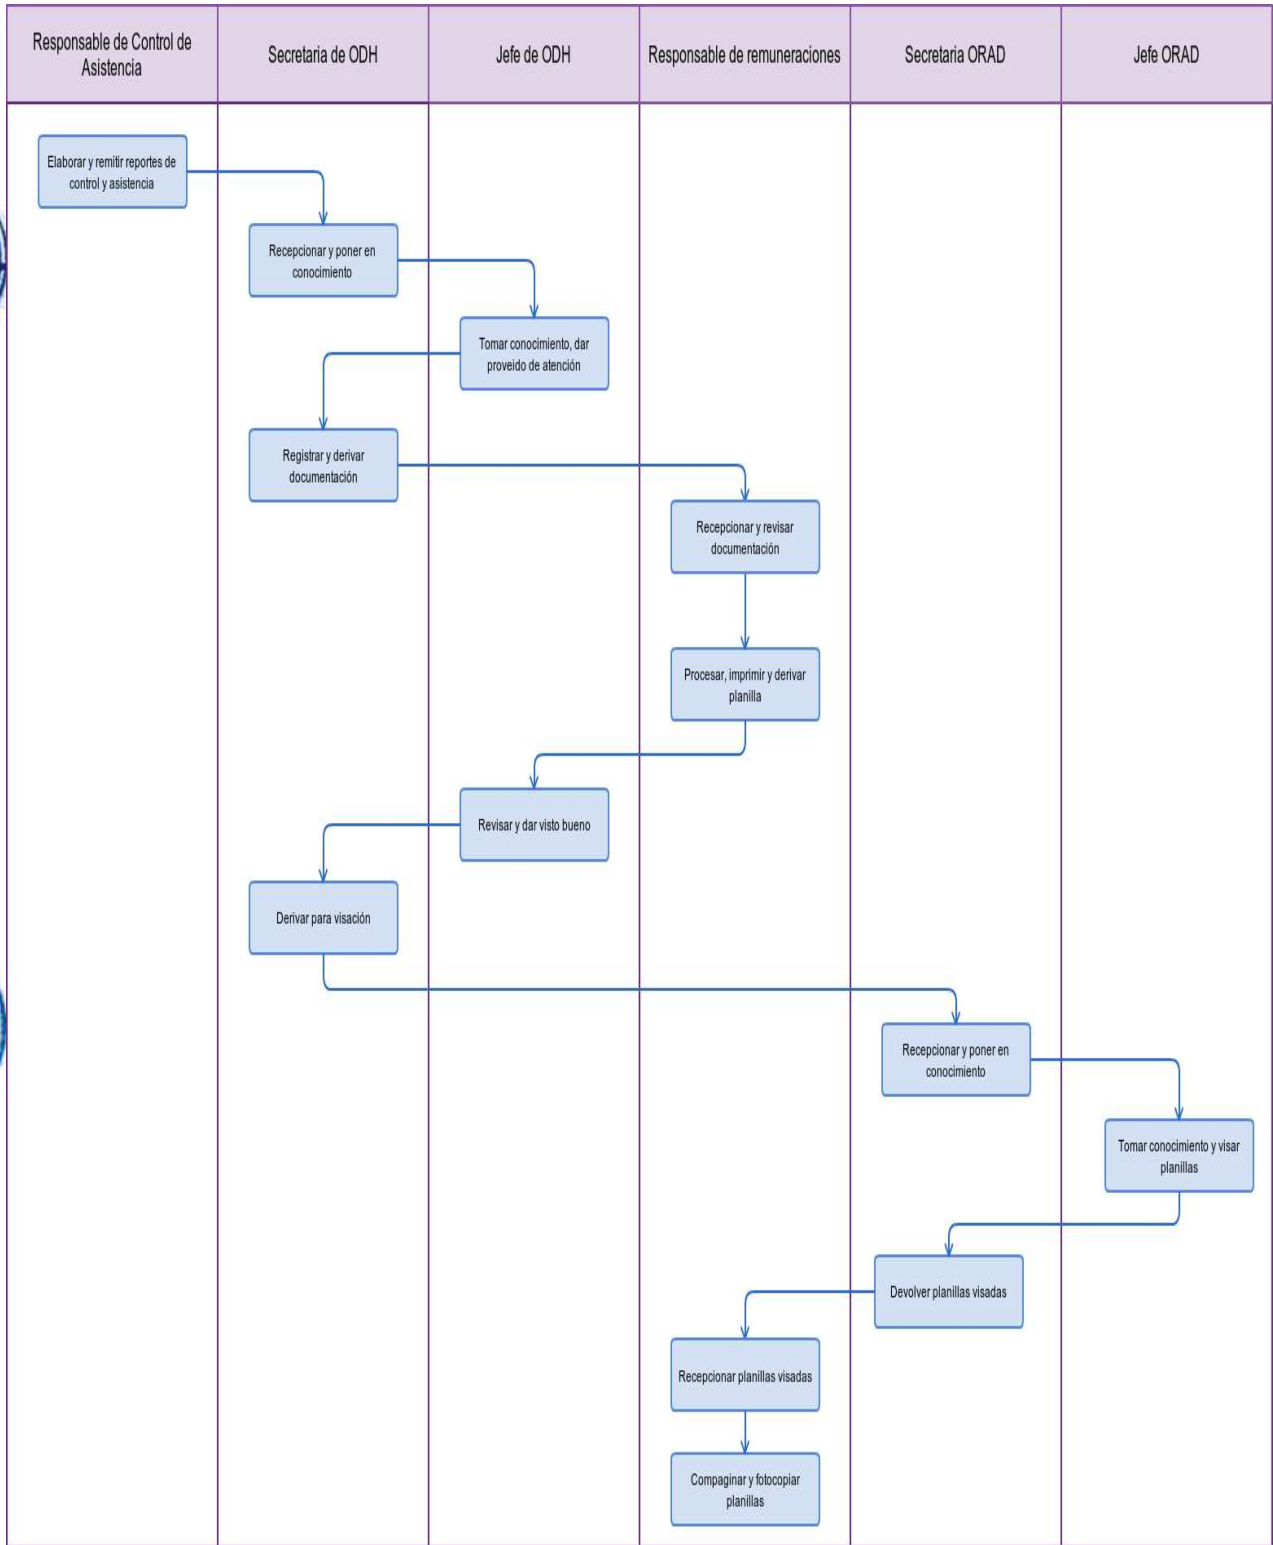 Responsable de Control de
Asistencia
Secretaria de ODH
Jefe de ODH
Responsable de remuneraciones
Secretaria ORAD
Jefe ORAD
Elaborar y remitir reportes de
control y asistencia
Recepcionar y poner en
conocimiento
Tomar conocimiento, dar
proveido de atención
Registrar y derivar
documentación
Recepcionar y revisar
documentación
Procesar, imprimir y derivar
planilla
Revisar y dar visto bueno
Derivar para visación
Recepcionar y poner en
conocimiento
Tomar conocimiento y visar
planillas
Devolver planillas visadas
Recepcionar planillas visadas
Compaginar y fotocopiar
planillas